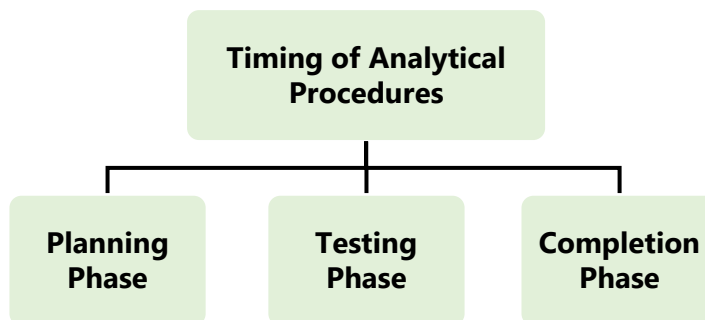 Timing of Analytical
Procedures
Planning
Phase
Testing
Phase
Completion
Phase